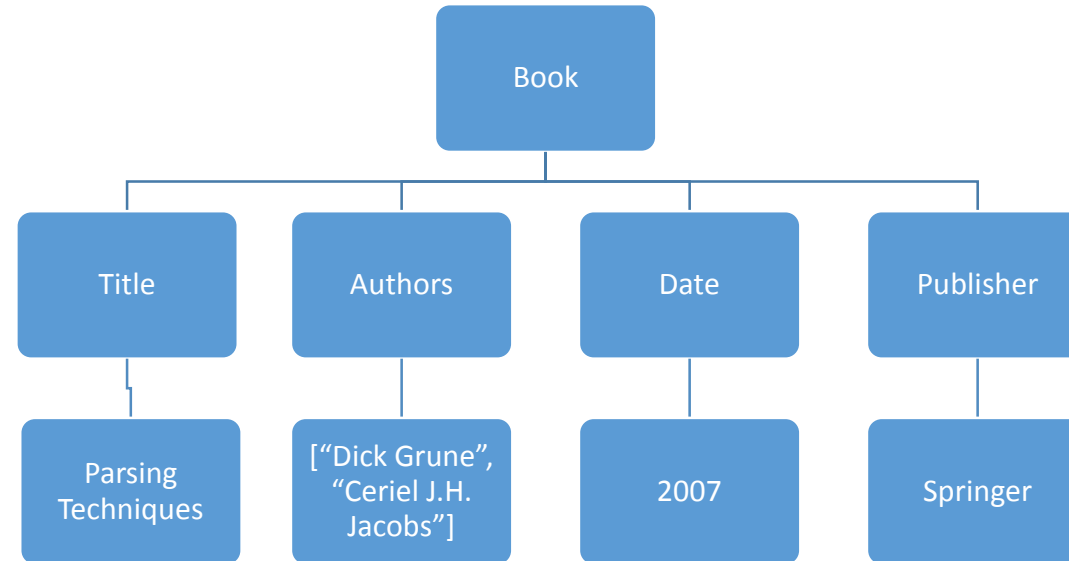 Book
Title
Authors
Date
Publisher
Parsing
Techniques
[“Dick Grune”,
“Ceriel J.H.
Jacobs”]
2007
Springer